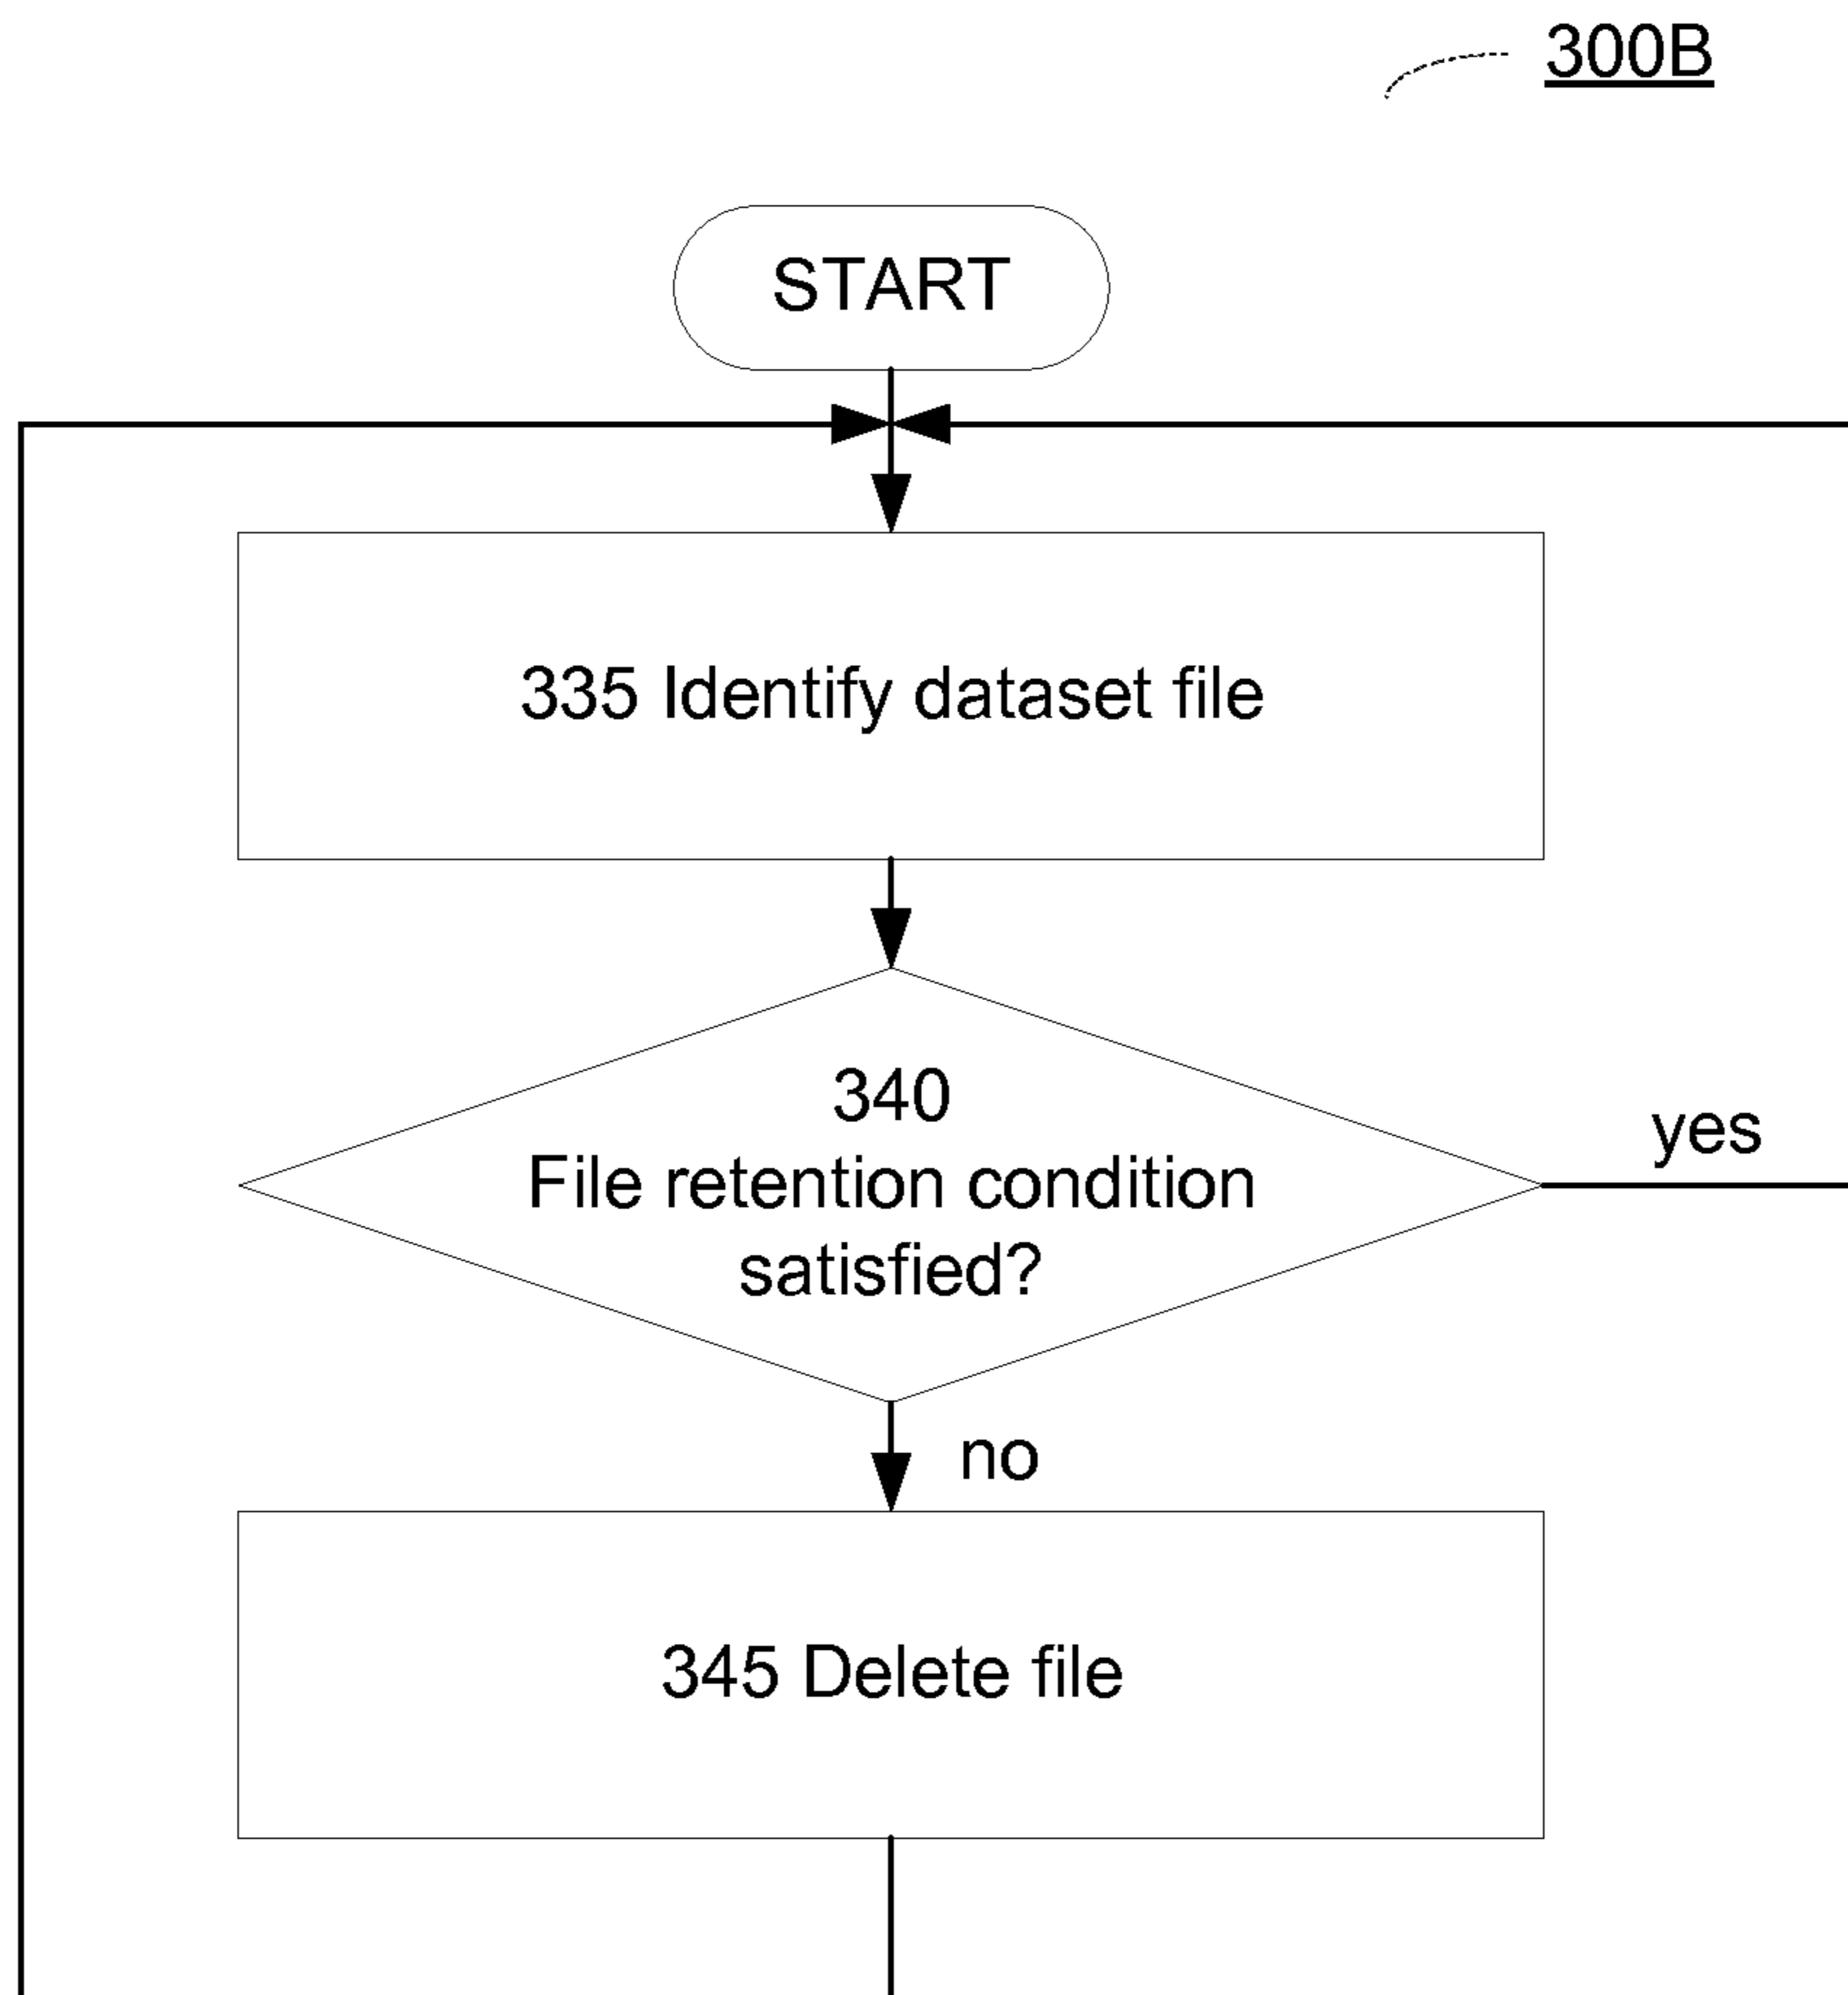 300B
START
335 Identify dataset file
340
File retention condition
satisfied?
yes
no
345 Delete file